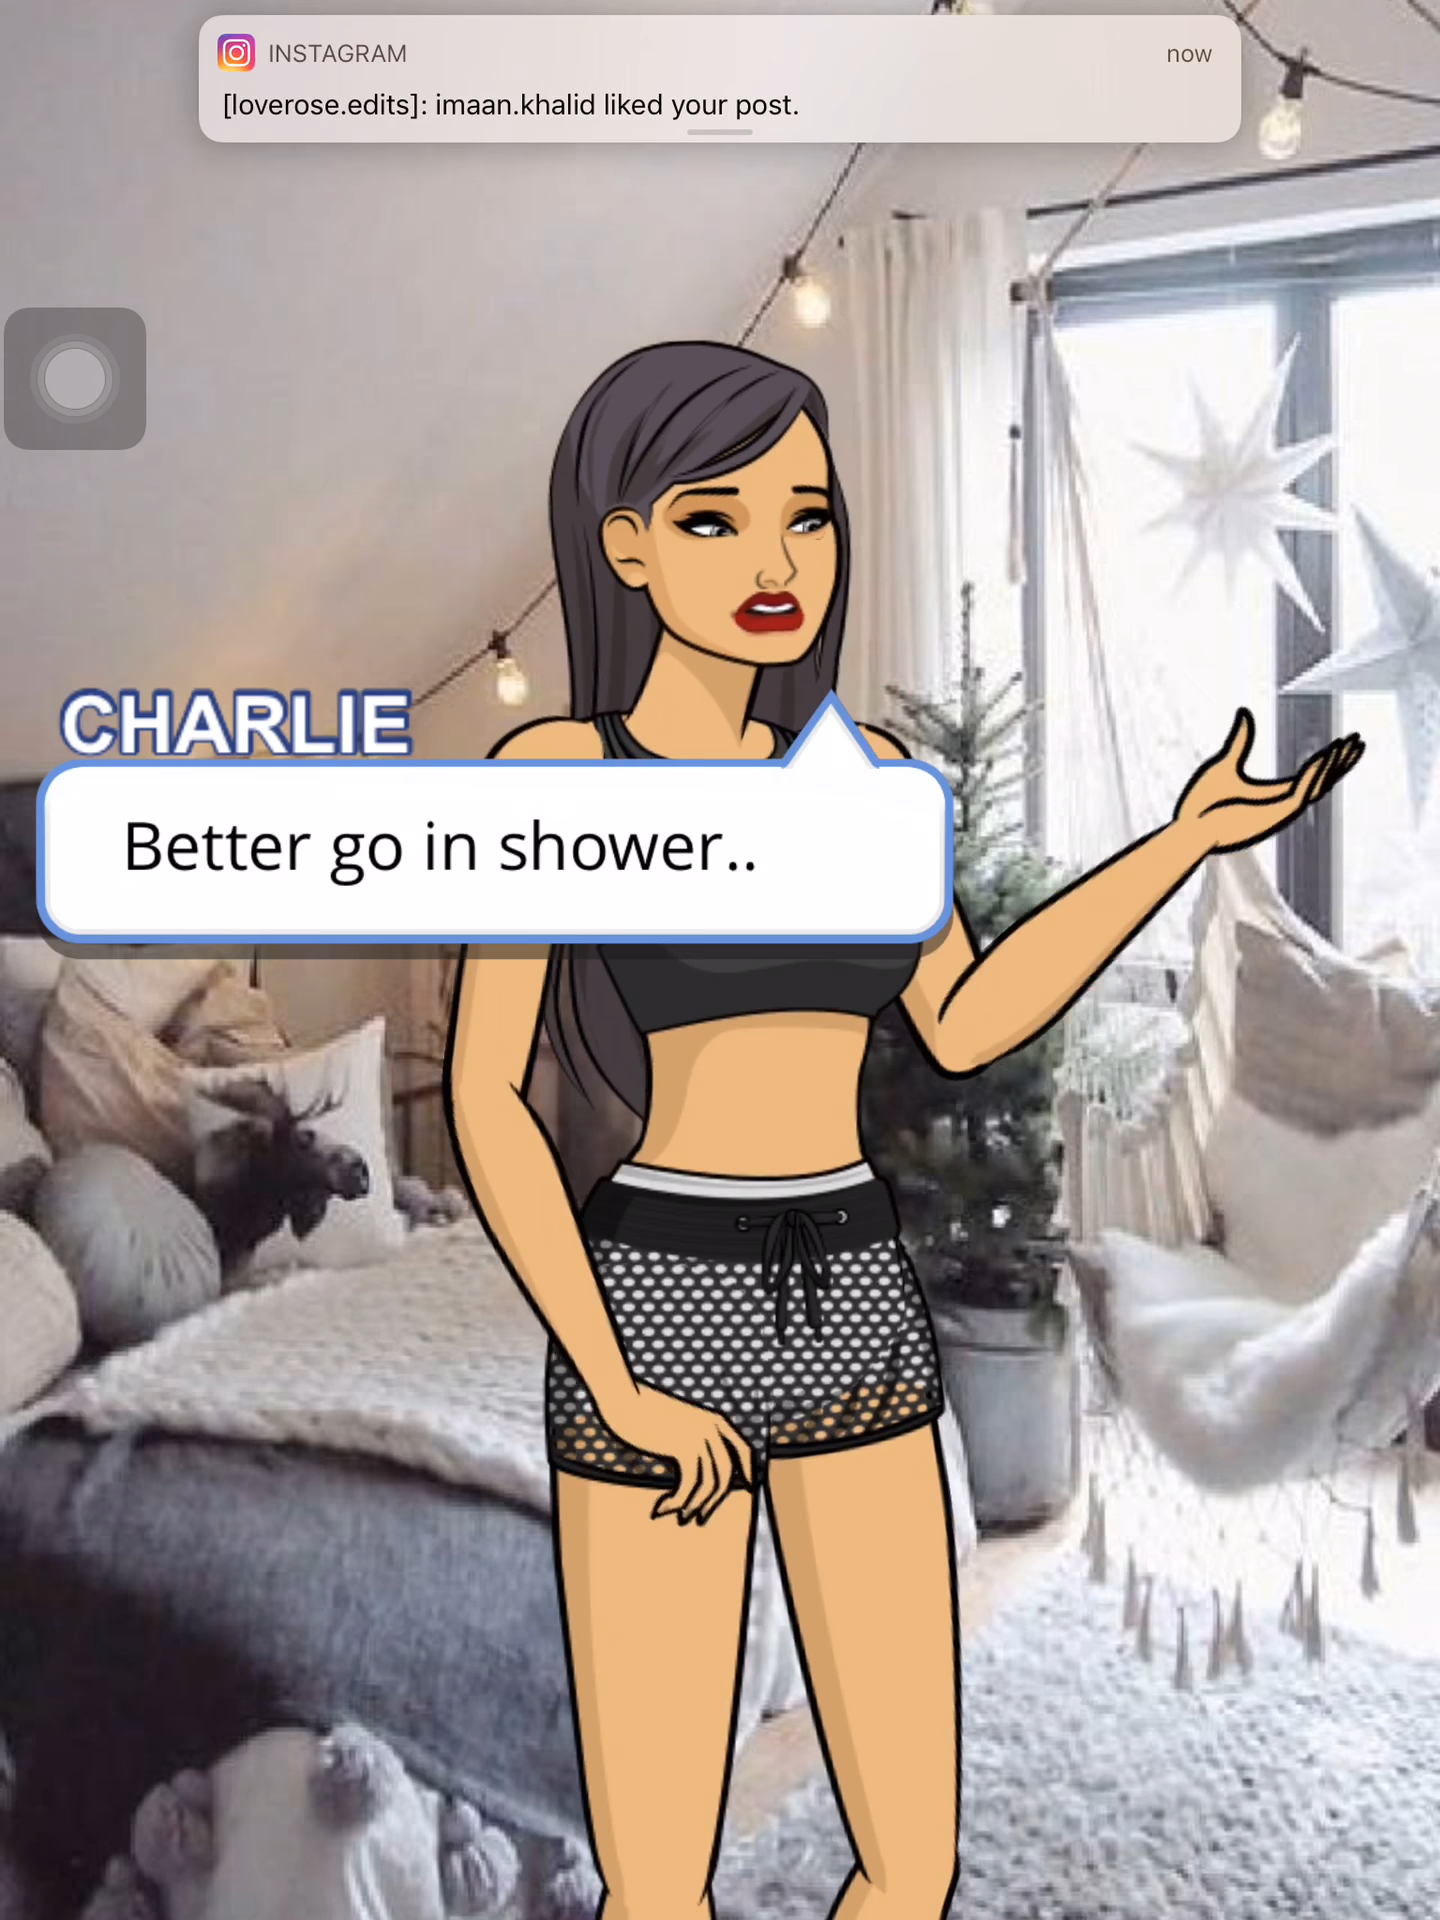 INSTAGRAM
now
[loverose.edits]: imaan.khalid liked your post.
CHARLIE
Better go in shower..